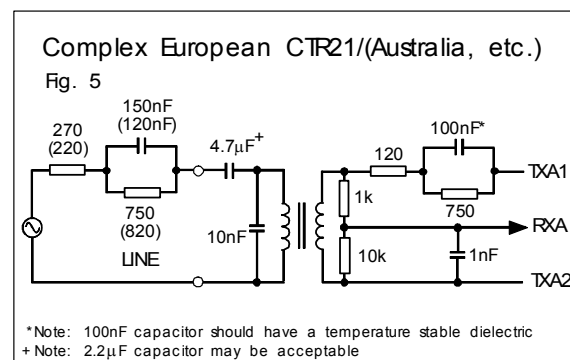 Complex European CTR21/(Australia, etc.)
Fig. 5
150nF
(120nF)
270
(220)
4.7µF+
100nF*
120
TXA1
1k
750
(820)
750
10nF
RXA
LINE
10k
1nF
TXA2
*Note: 100nF capacitor should have a temperature stable dielectric
+ Note: 2.2µF capacitor may be acceptable